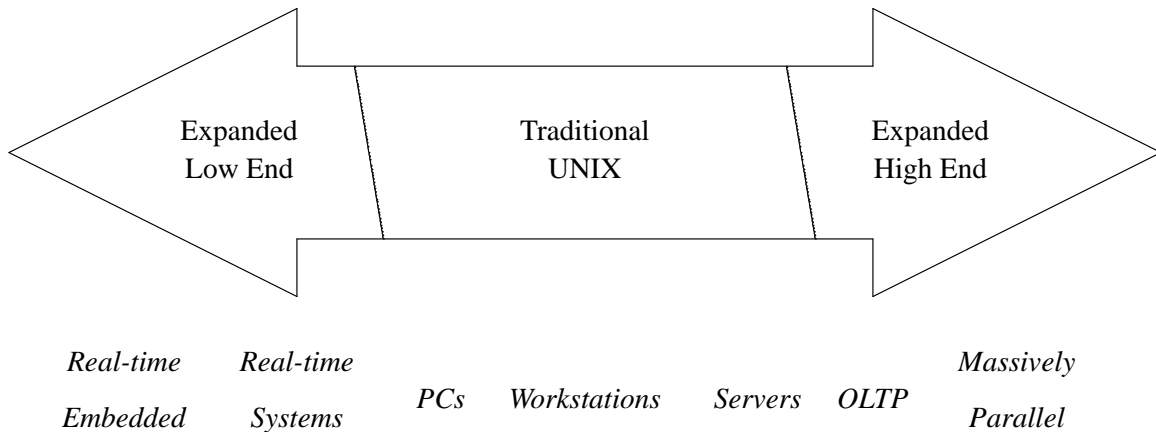 Expanded
Low End
Traditional
UNIX
Expanded
High End
Real-time
Embedded
Real-time
Systems
PCs
Workstations
Servers
OLTP
Massively
Parallel